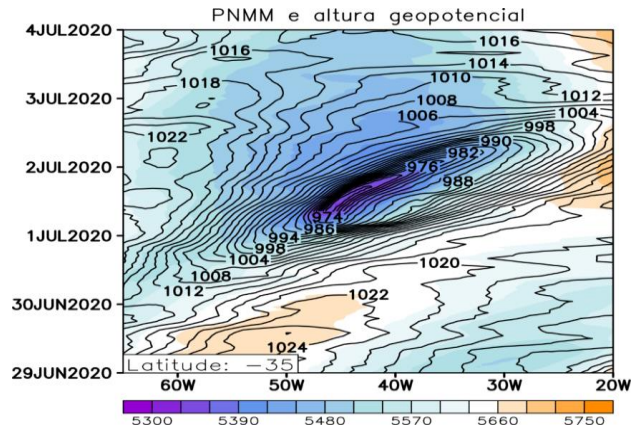 PNMM e altura geopotencial
4JUL2020
1016
1016
1014
1018
1010
3JUL2020
1008
1012
1006
1004
998
1022
990
982
2JUL2020
976
988
974
986
1JUL2020
994
998
1004
1020
1008
1012
1022
30JUN2020
1024
Latitude: -35
29JUN2020
60W 50W 40W 30W 20W
5300 5390 5480 5570 5660 5750